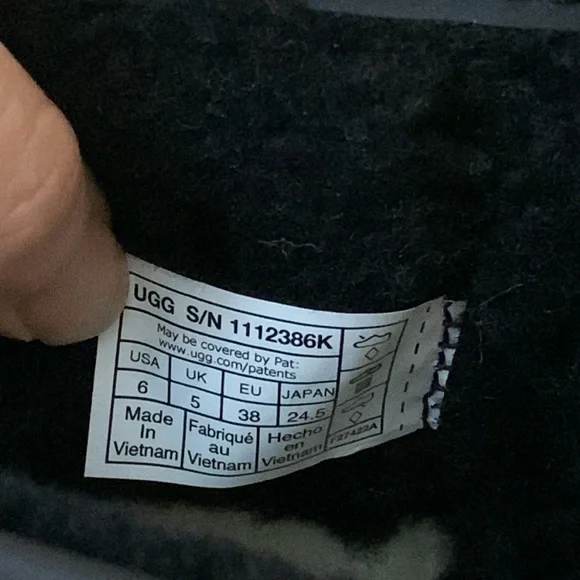 UGG S/N 1112386K
May be covered by Pat:
www.ugg.com/patents
USA UK EU JAPAN
6 5 38 24.5
Made In Vietnam
Fabriqué au Vietnam
Hecho en Vietnam
F27422A